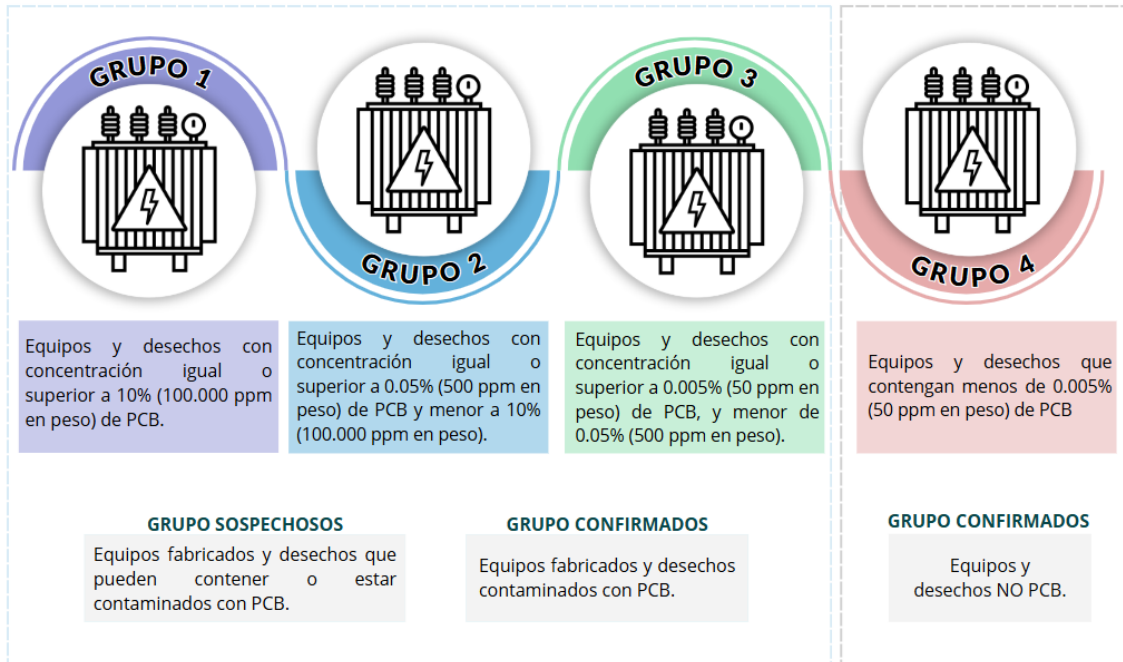 GRUPO 1
GRUPO 2
GRUPO 3
GRUPO 4
Equipos y desechos con
concentración igual o
superior a 10% (100.000 ppm
en peso) de PCB.
Equipos y desechos con
concentración igual o
superior a 0.05% (500 ppm en
peso) de PCB y menor a 10%
(100.000 ppm en peso).
Equipos y desechos con
concentración igual o
superior a 0.005% (50 ppm en
peso) de PCB, y menor de
0.05% (500 ppm en peso).
Equipos y desechos que
contengan menos de 0.005%
(50 ppm en peso) de PCB
GRUPO SOSPECHOSOS
Equipos fabricados y desechos que
pueden contener o estar
contaminados con PCB.
GRUPO CONFIRMADOS
Equipos fabricados y desechos
contaminados con PCB.
GRUPO CONFIRMADOS
Equipos y
desechos NO PCB.